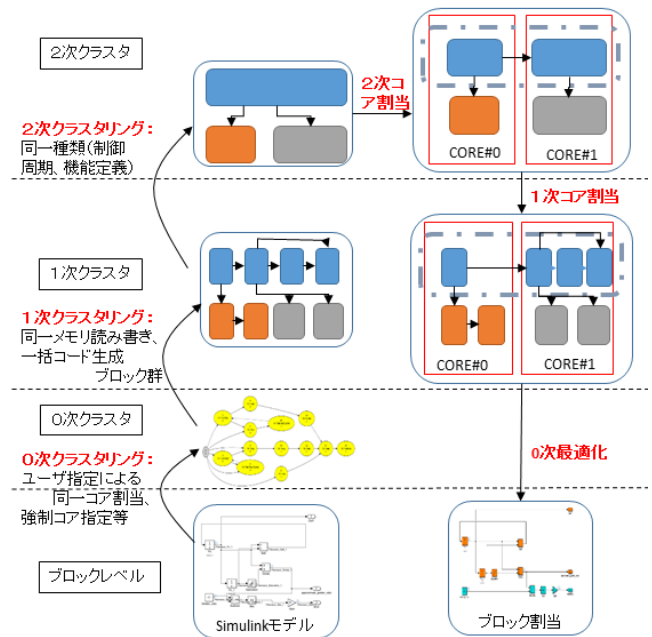 2次クラスタ
2次クラスタリング:
同一種類(制御
周期、機能定義)
2次コ
ア割当
CORE#0
CORE#1
1次コア割当
1次クラスタ
1次クラスタリング:
同一メモリ読み書き、
一括コード生成
ブロック群
CORE#0
CORE#1
0次クラスタ
0次クラスタリング:
ユーザ指定による
同一コア割当、
強制コア指定等
0次最適化
ブロックレベル
Simulinkモデル
ブロック割当